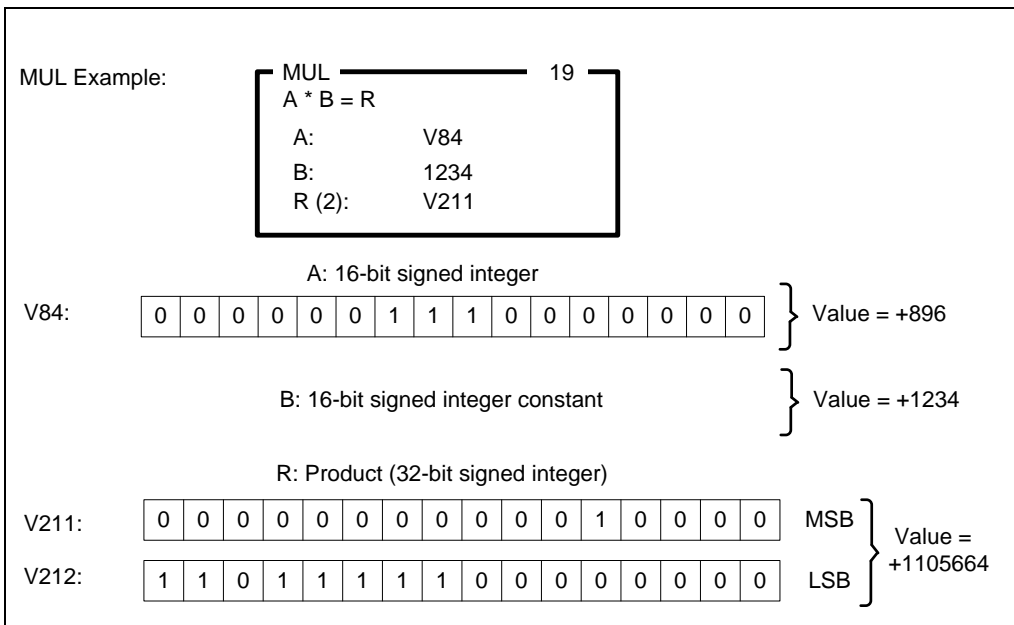 MUL Example:
MUL 19
A * B = R
A: V84
B: 1234
R (2): V211
A: 16-bit signed integer
V84: 0 0 0 0 0 0 1 1 1 0 0 0 0 0 0 0 Value = +896
B: 16-bit signed integer constant Value = +1234
R: Product (32-bit signed integer)
V211: 0 0 0 0 0 0 0 0 0 0 0 1 0 0 0 0 MSB
V212: 1 1 0 1 1 1 1 1 0 0 0 0 0 0 0 0 LSB
Value =
+1105664